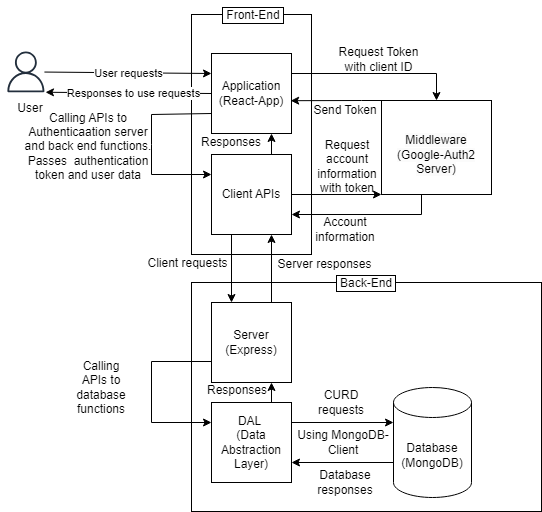 Front-End
Request Token
with client ID
User requests
Application
(React-App)
Responses to use requests
User
Send Token
Calling APIs to
Authenticaation server
and back end functions.
Passes authentication
token and user data
Responses
Middleware
(Google-Auth2
Server)
Request
account
information
with token
Client APIs
Account
information
Client requests
Server responses
Back-End
Server
(Express)
Calling
APIs to
database
functions
Responses
CURD
requests
DAL
(Data
Abstraction
Layer)
Using MongoDB-
Client
Database
(MongoDB)
Database
responses